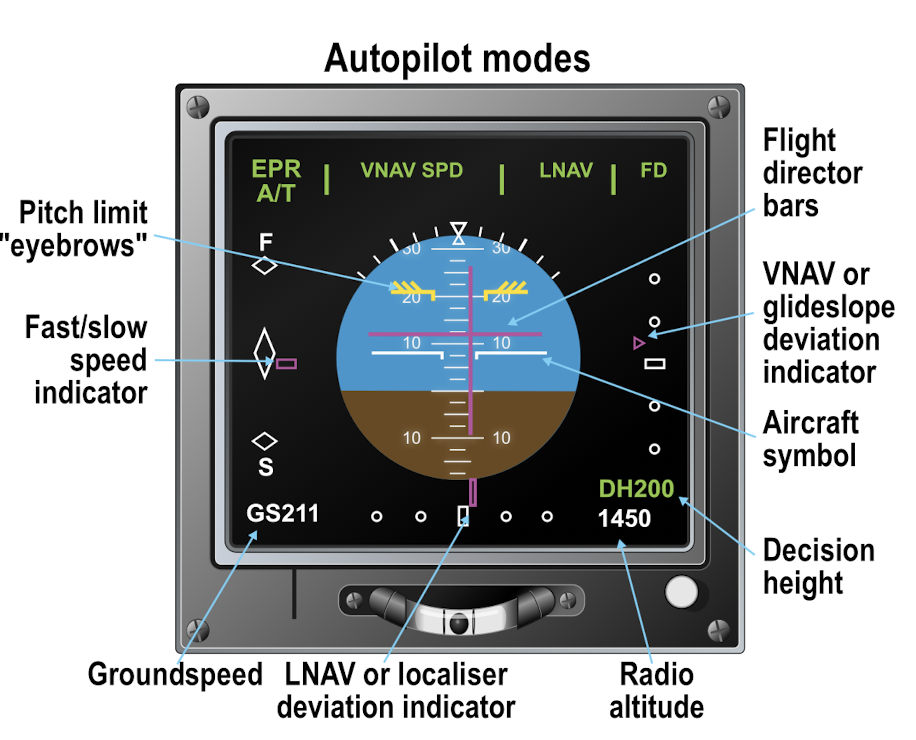 Autopilot modes
EPR
A/T
VNAV SPD
LNAV
FD
Flight
director
bars
Pitch limit
"eyebrows"
F
30 30
20 20
VNAV or
glideslope
deviation
indicator
Fast/slow
speed
indicator
10 10
Aircraft
symbol
10 10
S
DH200
GS211
1450
Decision
height
Groundspeed
LNAV or localiser
deviation indicator
Radio
altitude